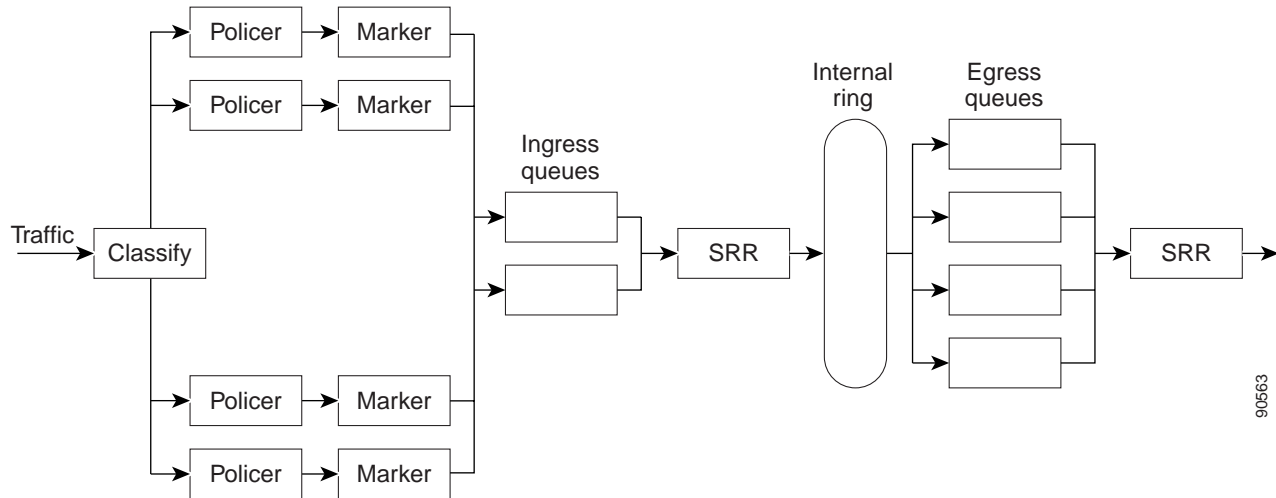 Policer
Marker
Policer
Marker
Internal
ring
Egress
queues
Ingress
queues
Traffic
Classify
SRR
SRR
Policer
Marker
Policer
Marker
90563